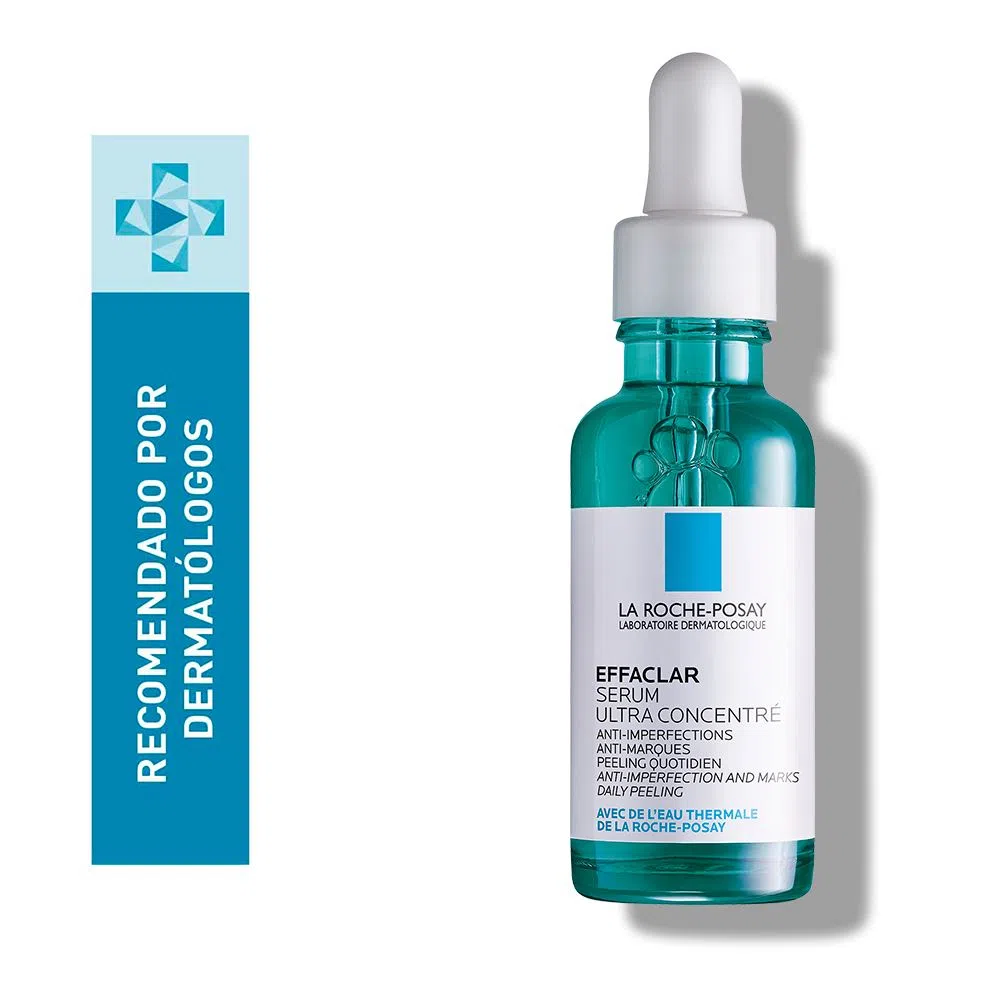 RECOMENDADO POR
DERMATÓLOGOS
LA ROCHE-POSAY
LABORATOIRE DERMATOLOGIQUE
EFFACLAR
SERUM
ULTRA CONCENTRÉ
ANTI-IMPERFECTIONS
ANTI-MARQUES
PEELING QUOTIDIEN
ANTI-IMPERFECTION AND MARKS
DAILY PEELING
AVEC DE L'EAU THERMALE
DE LA ROCHE-POSAY